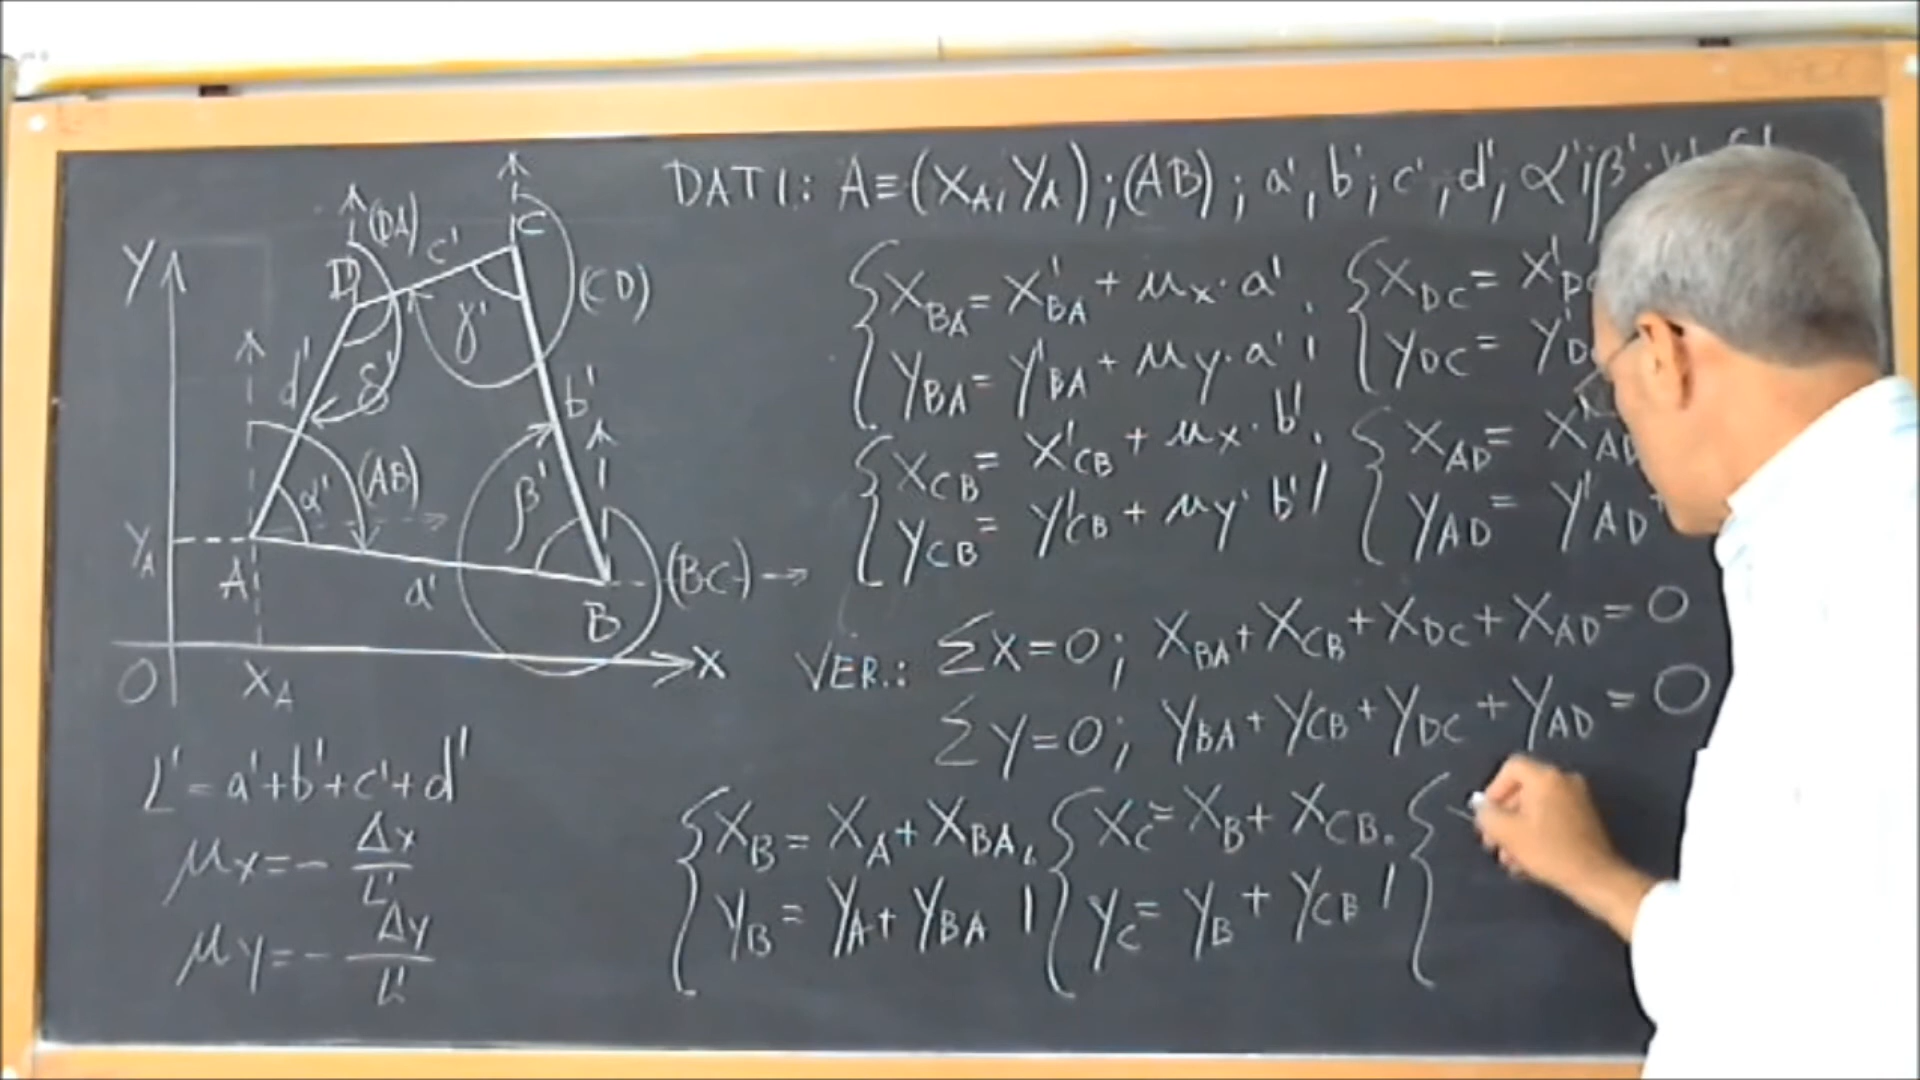 DATI: A≡(XA, YA); (AB); a', b'; c', d', α'; β'
{XBA = X'BA + μx · a' ; {XDC = X'DC
{YBA = Y'BA + μy · a' ; {YDC = Y'D
{XCB = X'CB + μx · b' ; {XAD = X'AD
{YCB = Y'CB + μy · b' {YAD = Y'AD
VER.: ΣX=0; XBA + XCB + XDC + XAD = 0
ΣY=0; YBA + YCB + YDC + YAD = 0
{XB = XA + XBA ; {XC = XB + XCB ; {
{YB = YA + YBA {YC = YB + YCB
Y
(DA)
c'
C
D
(CD)
γ'
d'
δ'
b'
α'
(AB)
β'
YA
A
a'
B
(BC)
O
XA
X
L' = a' + b' + c' + d'
μx = - Δx / L'
μy = - Δy / L'